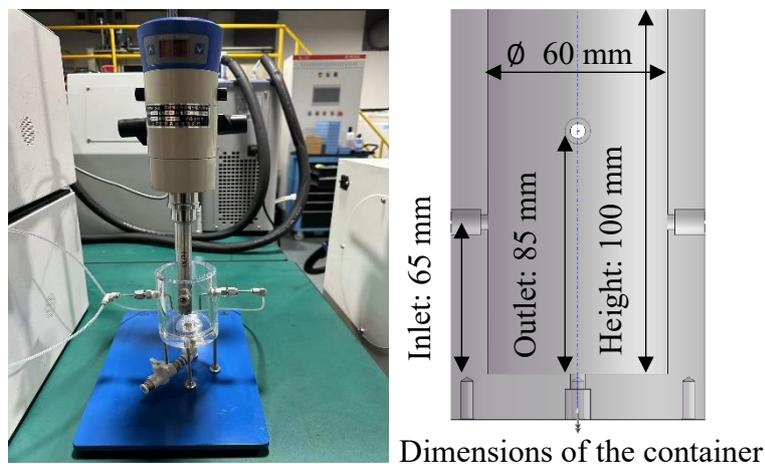 Ø 60 mm
Inlet: 65 mm
Outlet: 85 mm
Height: 100 mm
Dimensions of the container